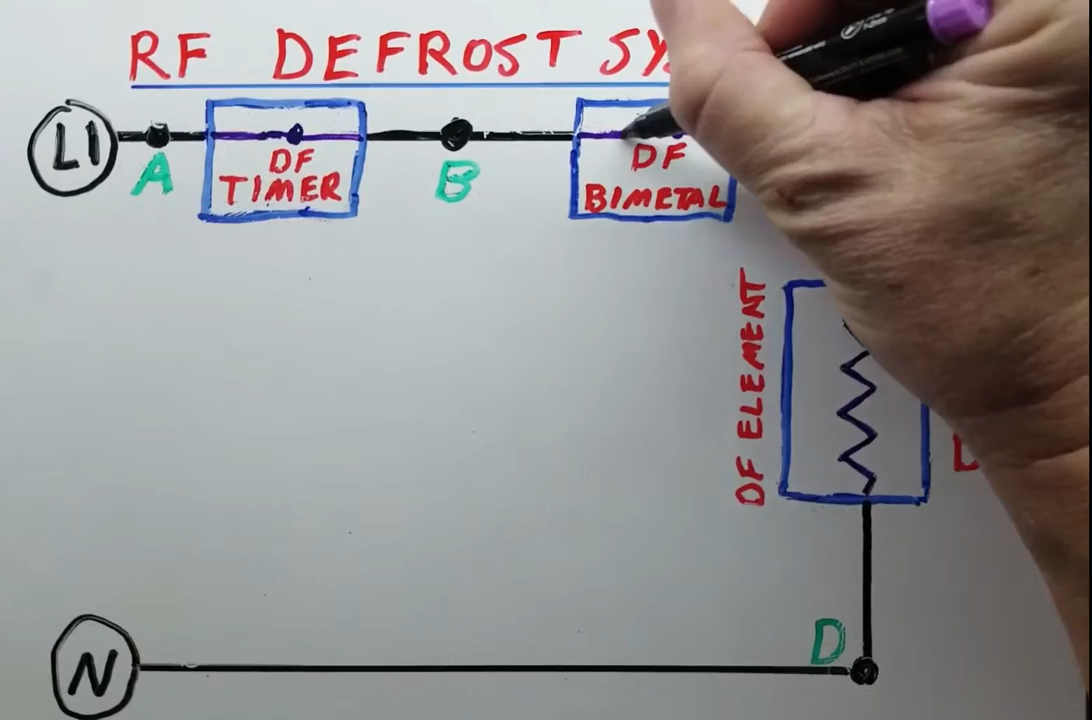 RF DEFROST SY
L1
A
DF
TIMER
B
DF
BIMETAL
DF ELEMENT
D
N